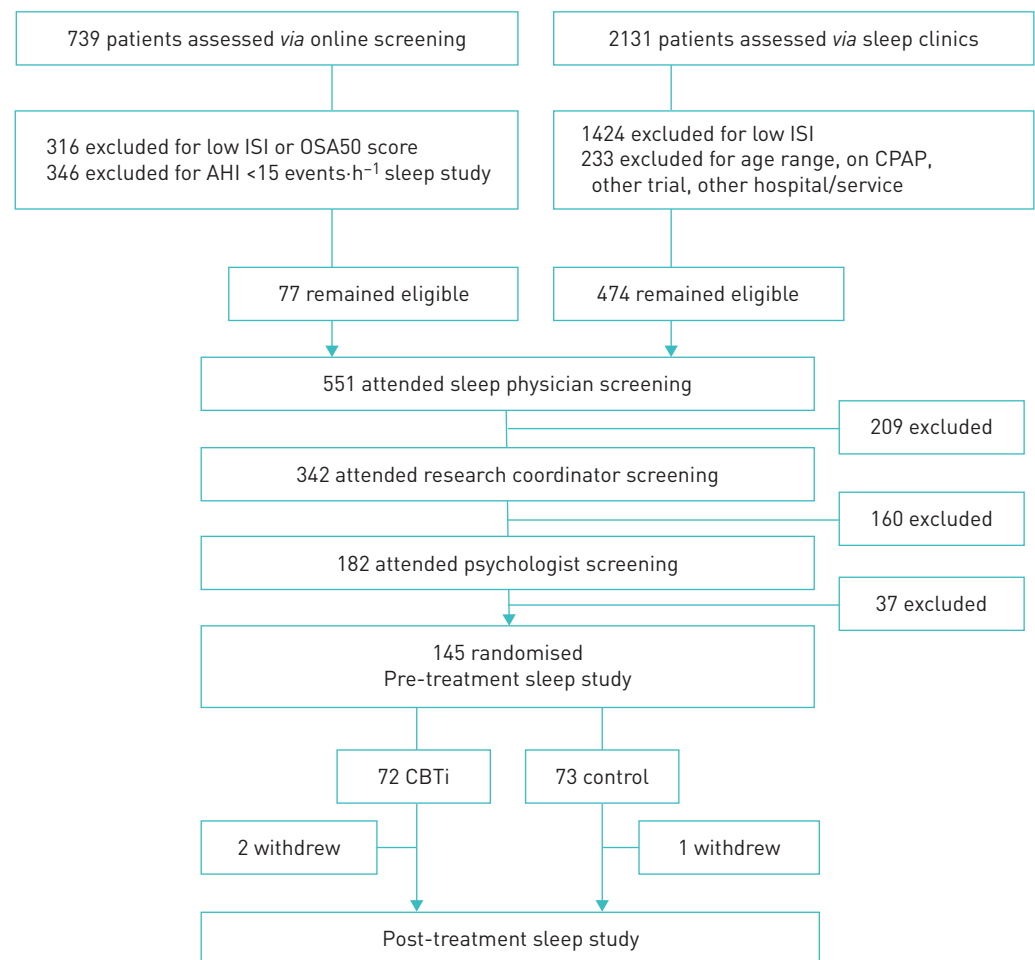 739 patients assessed via online screening
2131 patients assessed via sleep clinics
316 excluded for low ISI or OSA50 score
346 excluded for AHI <15 events·h⁻¹ sleep study
1424 excluded for low ISI
233 excluded for age range, on CPAP,
other trial, other hospital/service
77 remained eligible
474 remained eligible
551 attended sleep physician screening
209 excluded
342 attended research coordinator screening
160 excluded
182 attended psychologist screening
37 excluded
145 randomised
Pre-treatment sleep study
72 CBTi
73 control
2 withdrew
1 withdrew
Post-treatment sleep study